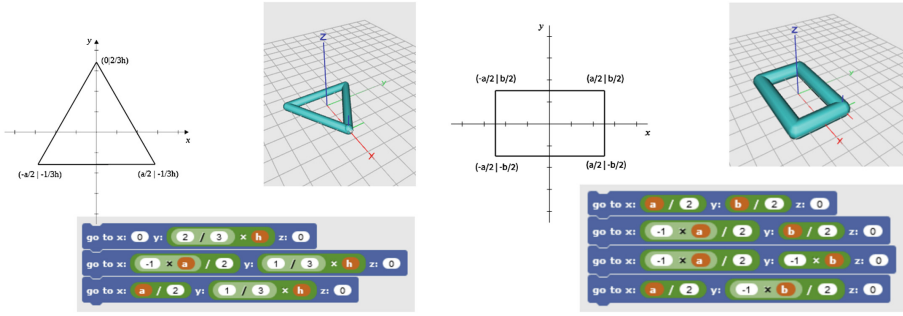 y
(0|2/3h)
x
(-a/2 | -1/3h)
(a/2 | -1/3h)
Z
Y
X
go to x: 0 y: 2 / 3 × h z: 0
go to x: -1 × a / 2 y: 1 / 3 × h z: 0
go to x: a / 2 y: 1 / 3 × h z: 0
y
(-a/2 | b/2)
(a/2 | b/2)
x
(-a/2 | -b/2)
(a/2 | -b/2)
Z
Y
X
go to x: a / 2 y: b / 2 z: 0
go to x: -1 × a / 2 y: b / 2 z: 0
go to x: -1 × a / 2 y: -1 × b z: 0
go to x: a / 2 y: -1 × b / 2 z: 0